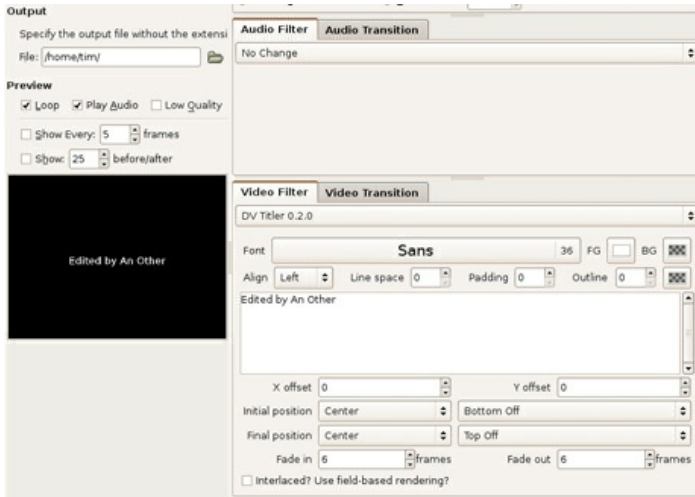 Output
Specify the output file without the extensi
File: /home/tim/
Preview
Loop Play Audio Low Quality
Show Every: 5 frames
Show: 25 before/after
Edited by An Other
Audio Filter Audio Transition
No Change
Video Filter Video Transition
DV Titler 0.2.0
Font Sans 36 FG BG
Align Left Line space 0 Padding 0 Outline 0
Edited by An Other
X offset 0 Y offset 0
Initial position Center Bottom Off
Final position Center Top Off
Fade in 6 frames Fade out 6 frames
Interlaced? Use field-based rendering?